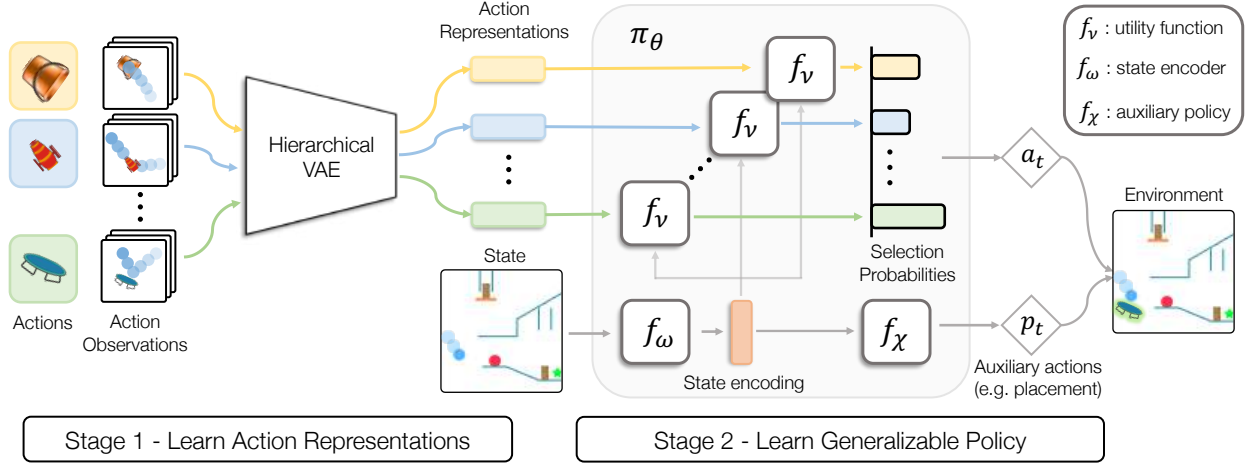 Action
Representations
π_θ
f_ν : utility function
f_ω : state encoder
f_χ : auxiliary policy
Hierarchical
VAE
f_ν
f_ν
f_ν
a_t
Environment
Selection
Probabilities
State
Actions
Action
Observations
f_ω
State encoding
f_χ
p_t
Auxiliary actions
(e.g. placement)
Stage 1 - Learn Action Representations
Stage 2 - Learn Generalizable Policy